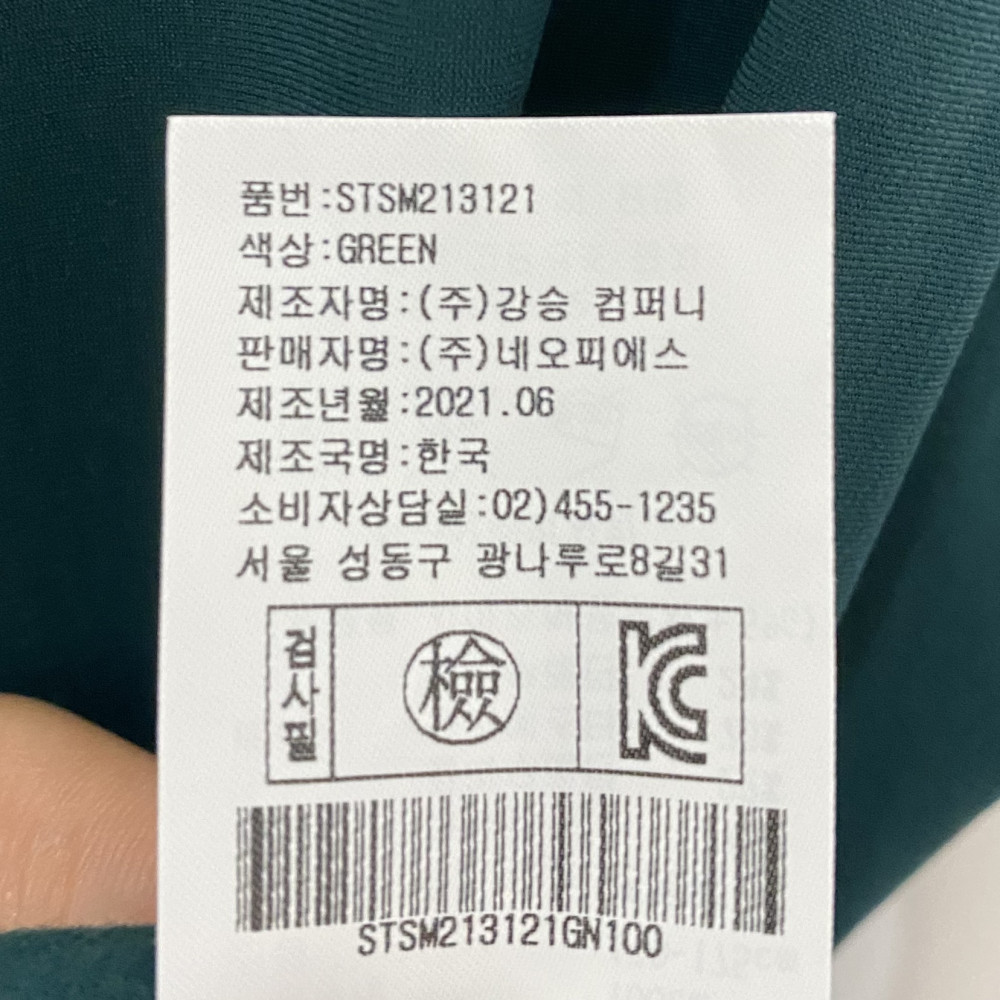 품번:STSM213121
색상:GREEN
제조자명:(주)강승 컴퍼니
판매자명:(주)네오피에스
제조년월:2021.06
제조국명:한국
소비자상담실:02)455-1235
서울 성동구 광나루로8길31
검사필
檢
KC
STSM213121GN100